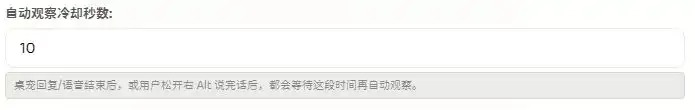 自动观察冷却秒数:
10
桌宠回复/语音结束后，或用户松开右 Alt 说完话后，都会等待这段时间再自动观察。